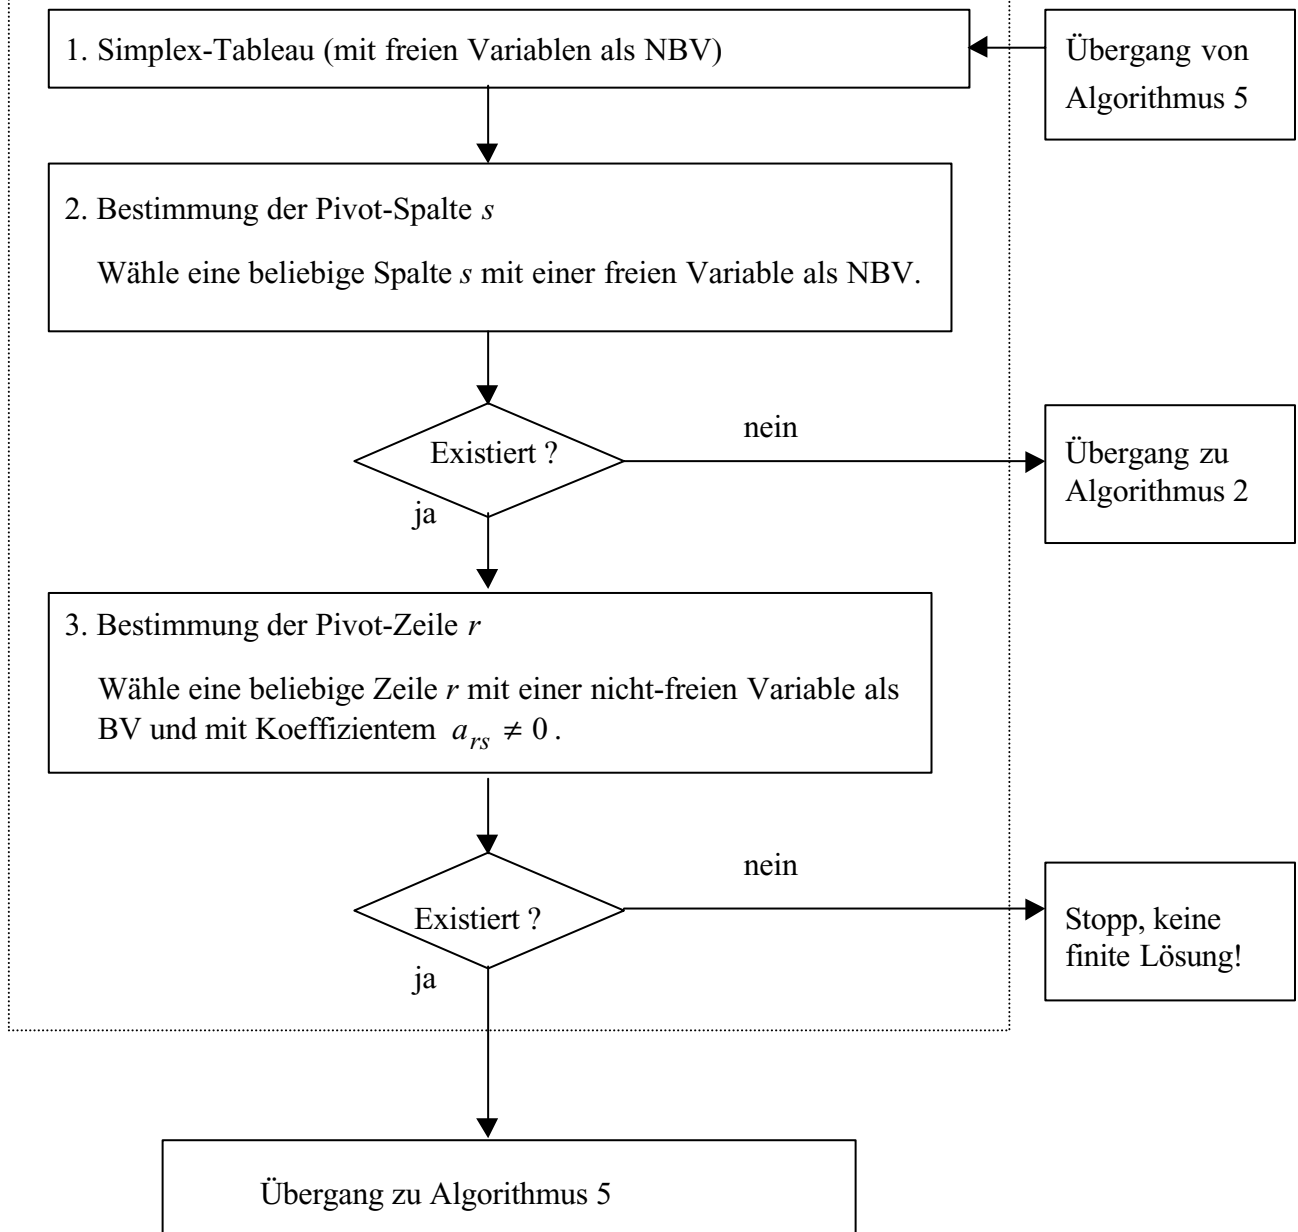 1. Simplex-Tableau (mit freien Variablen als NBV)
Übergang von
Algorithmus 5
2. Bestimmung der Pivot-Spalte s
Wähle eine beliebige Spalte s mit einer freien Variable als NBV.
Existiert ?
nein
Übergang zu
Algorithmus 2
ja
3. Bestimmung der Pivot-Zeile r
Wähle eine beliebige Zeile r mit einer nicht-freien Variable als
BV und mit Koeffizientem a_rs ≠ 0 .
Existiert ?
nein
Stopp, keine
finite Lösung!
ja
Übergang zu Algorithmus 5